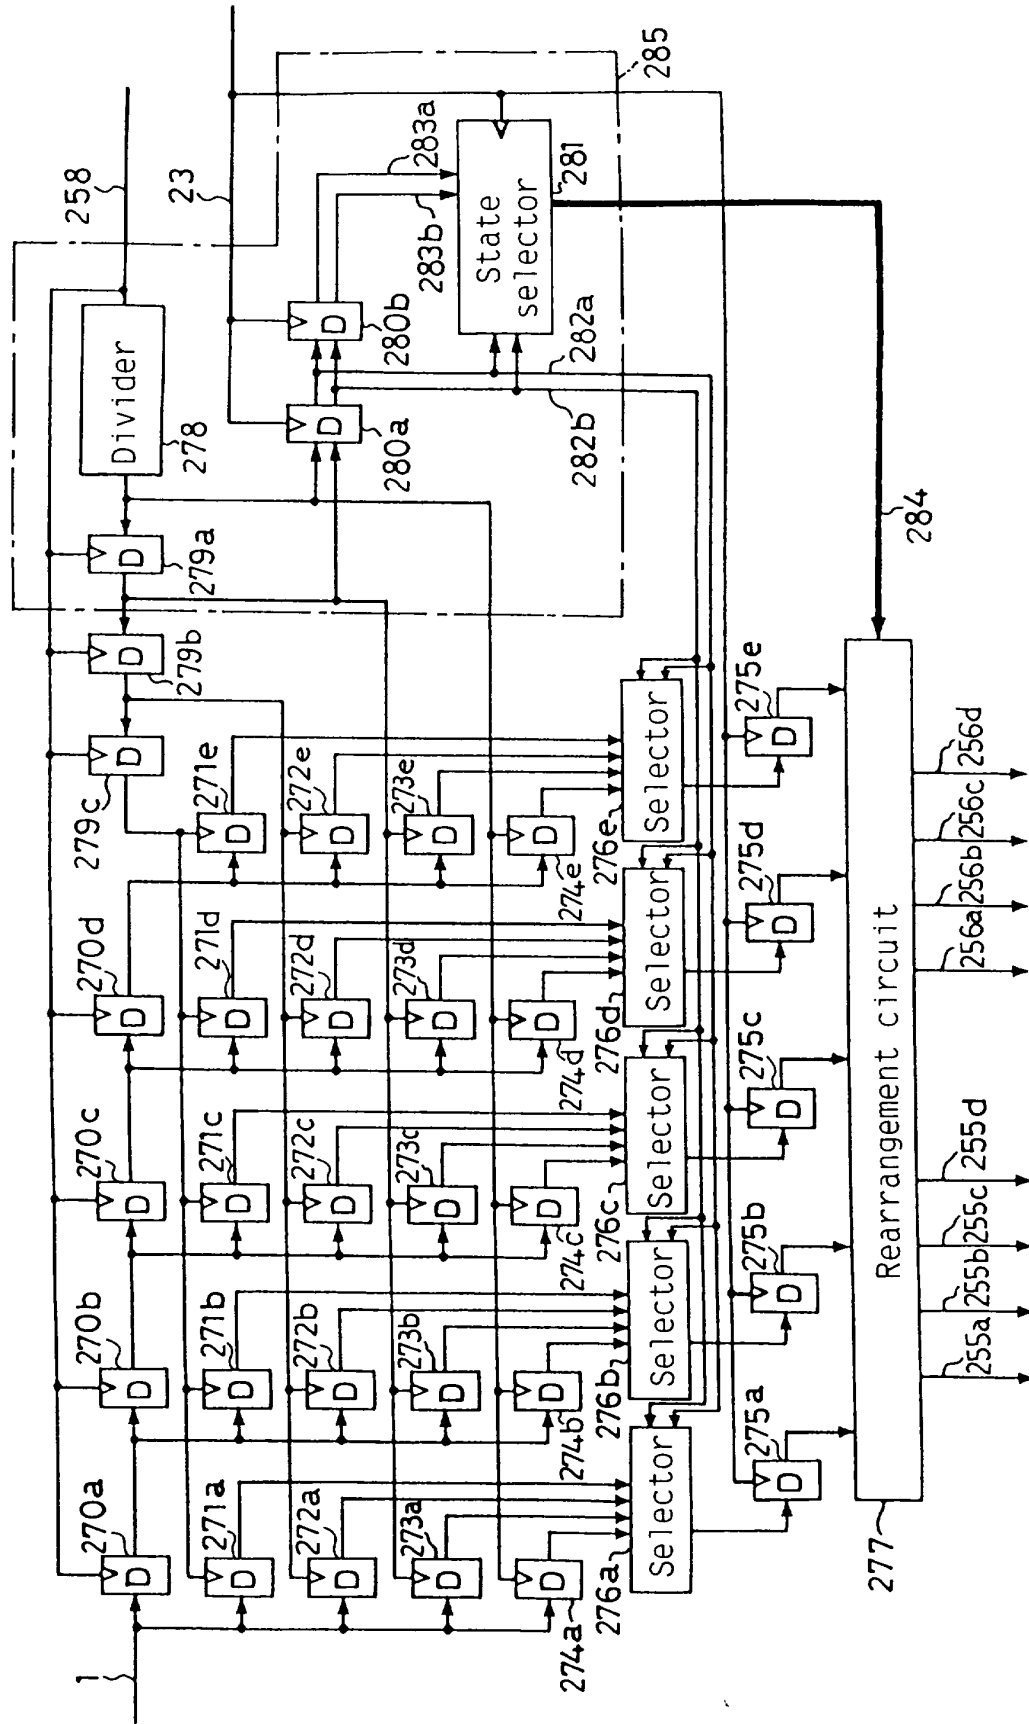 1
270a
270b
270c
270d
279c
279b
279a
278
Divider
258
23
D
D
D
D
D
D
D
271a
271b
271c
271d
271e
D
D
D
D
D
272a
272b
272c
272d
272e
D
D
D
D
D
273a
273b
273c
273d
273e
D
D
D
D
D
274a
274b
274c
274d
274e
D
D
D
D
D
280a
280b
D
D
283a
283b
State
selector
281
282a
282b
285
276a
276b
276c
276d
276e
Selector
Selector
Selector
Selector
Selector
275a
275b
275c
275d
275e
D
D
D
D
D
284
277
Rearrangement circuit
255a
255b
255c
255d
256a
256b
256c
256d